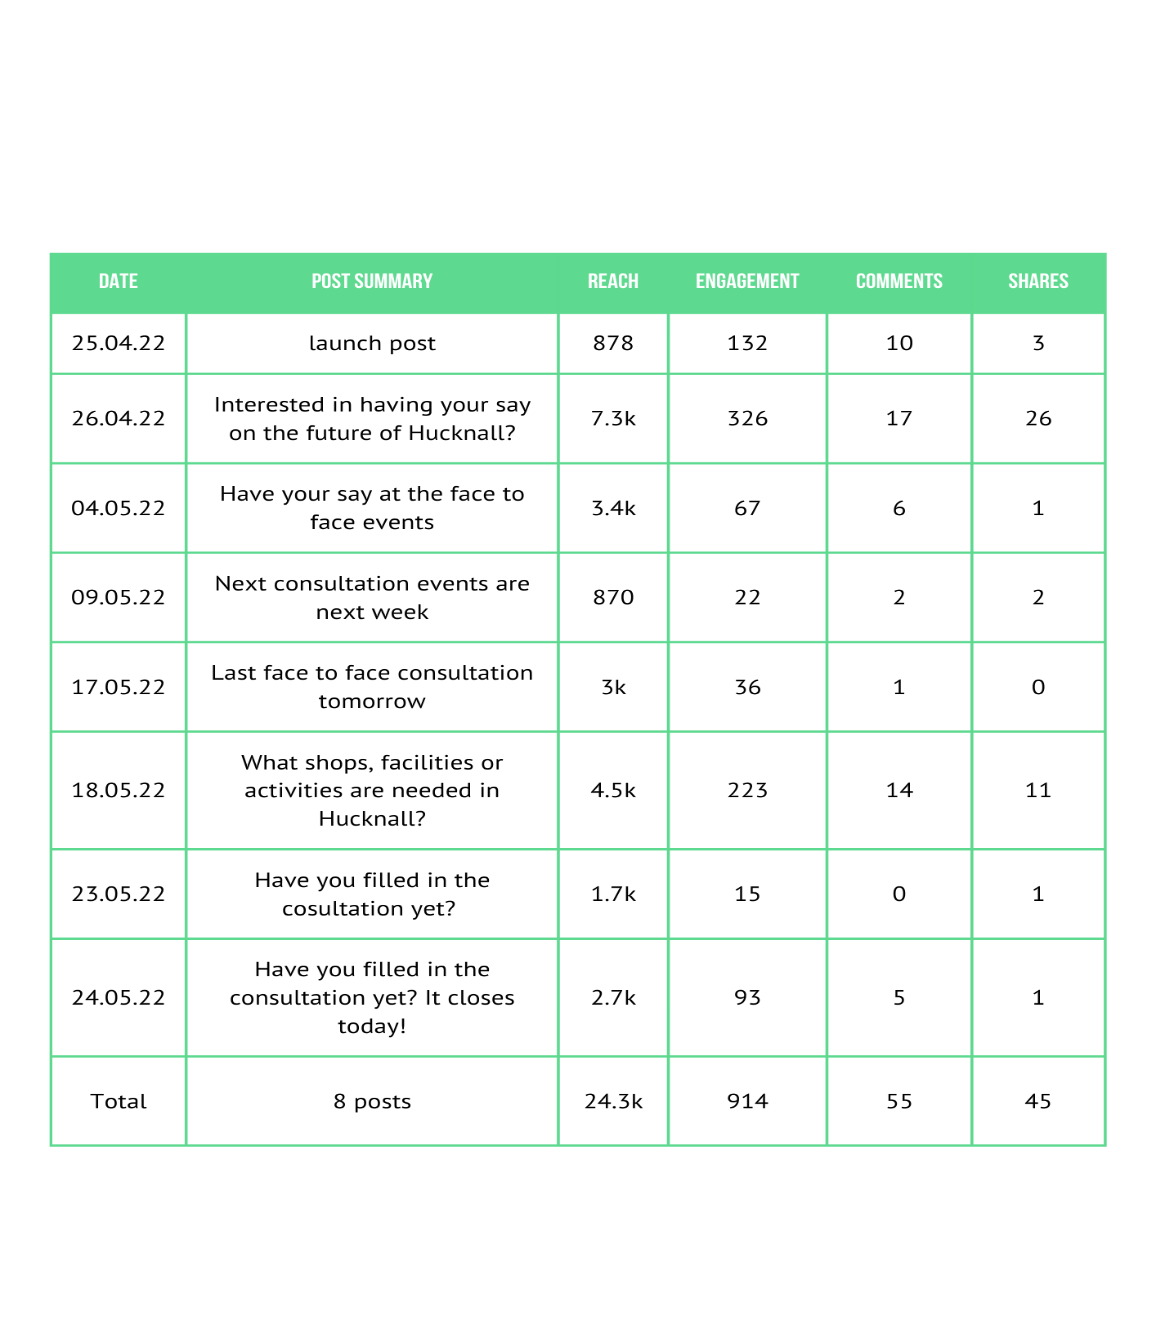 DATE POST SUMMARY REACH ENGAGEMENT COMMENTS SHARES
25.04.22 launch post 878 132 10 3
Interested in having your say
26.04.22 on the future of Hucknall? 7.3k 326 17 26
Have your say at the face to
04.05.22 face events 3.4k 67 6 1
Next consultation events are
09.05.22 next week 870 22 2 2
Last face to face consultation
17.05.22 tomorrow 3k 36 1 0
What shops, facilities or
18.05.22 activities are needed in 4.5k 223 14 11
Hucknall?
Have you filled in the
23.05.22 cosultation yet? 1.7k 15 0 1
Have you filled in the
24.05.22 consultation yet? It closes 2.7k 93 5 1
today!
Total 8 posts 24.3k 914 55 45